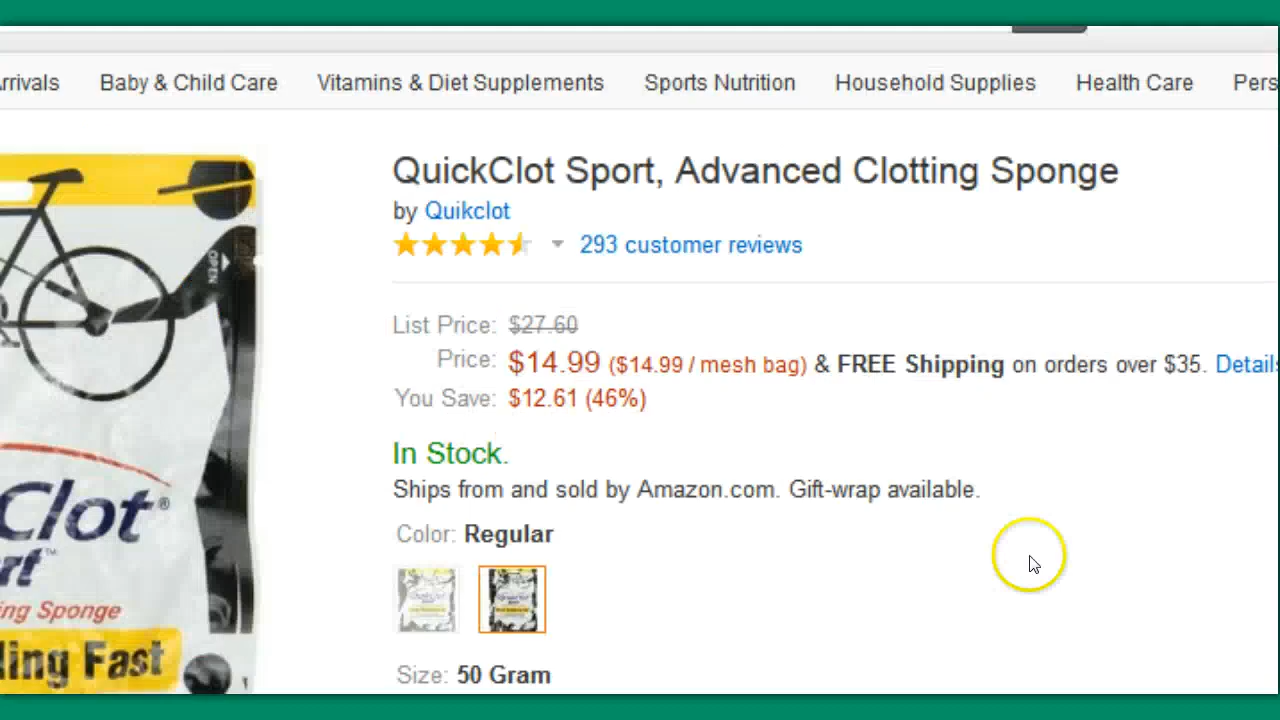 rrivals Baby & Child Care Vitamins & Diet Supplements Sports Nutrition Household Supplies Health Care Pers
QuickClot Sport, Advanced Clotting Sponge
by Quikclot
293 customer reviews
List Price: $27.60
Price: $14.99 ($14.99 / mesh bag) & FREE Shipping on orders over $35. Details
You Save: $12.61 (46%)
In Stock.
Ships from and sold by Amazon.com. Gift-wrap available.
Color: Regular
Size: 50 Gram
OPEN
Clot®
rt™
ing Sponge
ling Fast